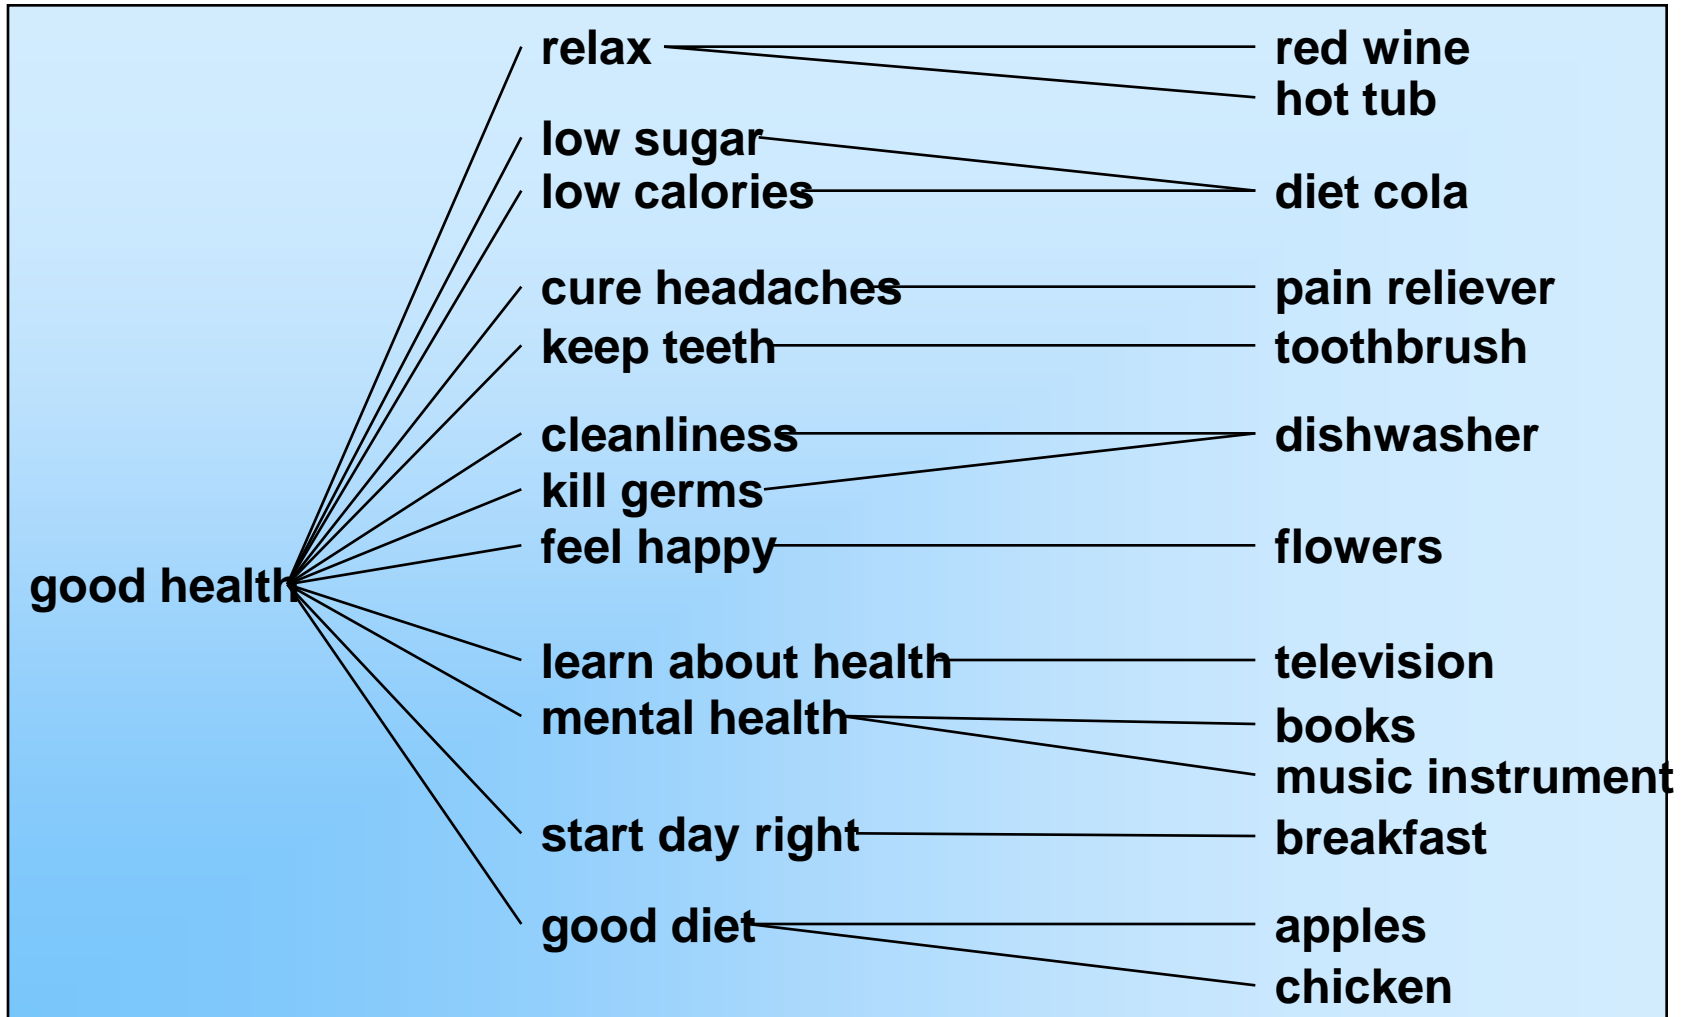 relax
red wine
hot tub
low sugar
low calories
diet cola
cure headaches
pain reliever
keep teeth
toothbrush
cleanliness
dishwasher
kill germs
feel happy
flowers
good health
learn about health
television
mental health
books
music instrument
start day right
breakfast
good diet
apples
chicken